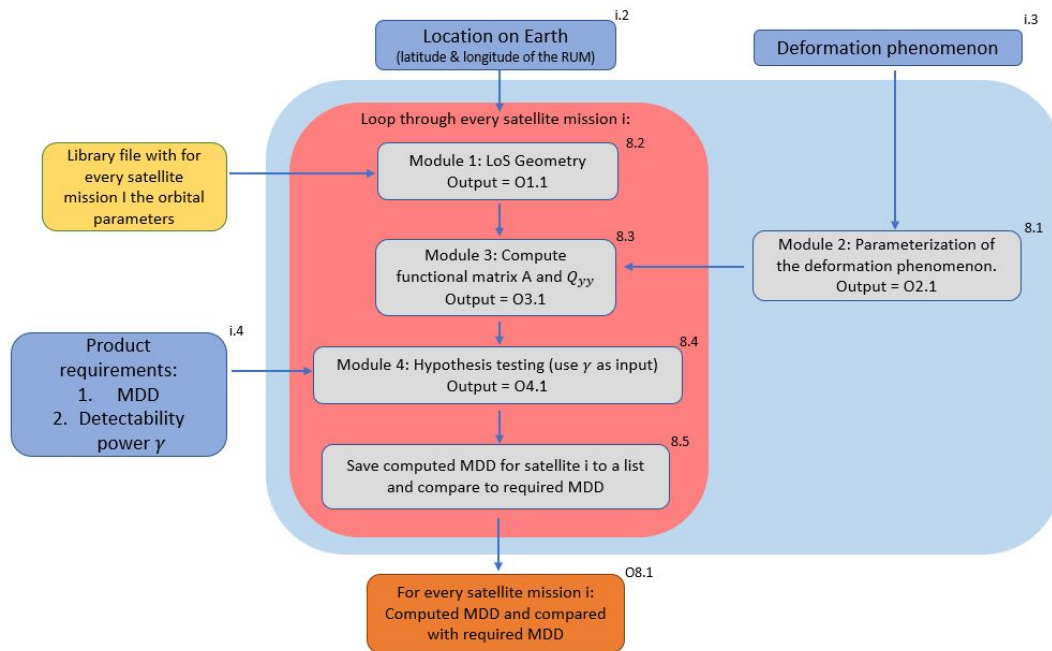 i.2
Location on Earth
(latitude & longitude of the RUM)
i.3
Deformation phenomenon
Loop through every satellite mission i:
Library file with for
every satellite
mission I the orbital
parameters
8.2
Module 1: LoS Geometry
Output = O1.1
8.3
Module 3: Compute
functional matrix A and Q_{yy}
Output = O3.1
8.1
Module 2: Parameterization of
the deformation phenomenon.
Output = O2.1
i.4
Product
requirements:
1. MDD
2. Detectability
power γ
8.4
Module 4: Hypothesis testing (use γ as input)
Output = O4.1
8.5
Save computed MDD for satellite i to a list
and compare to required MDD
O8.1
For every satellite mission i:
Computed MDD and compared
with required MDD